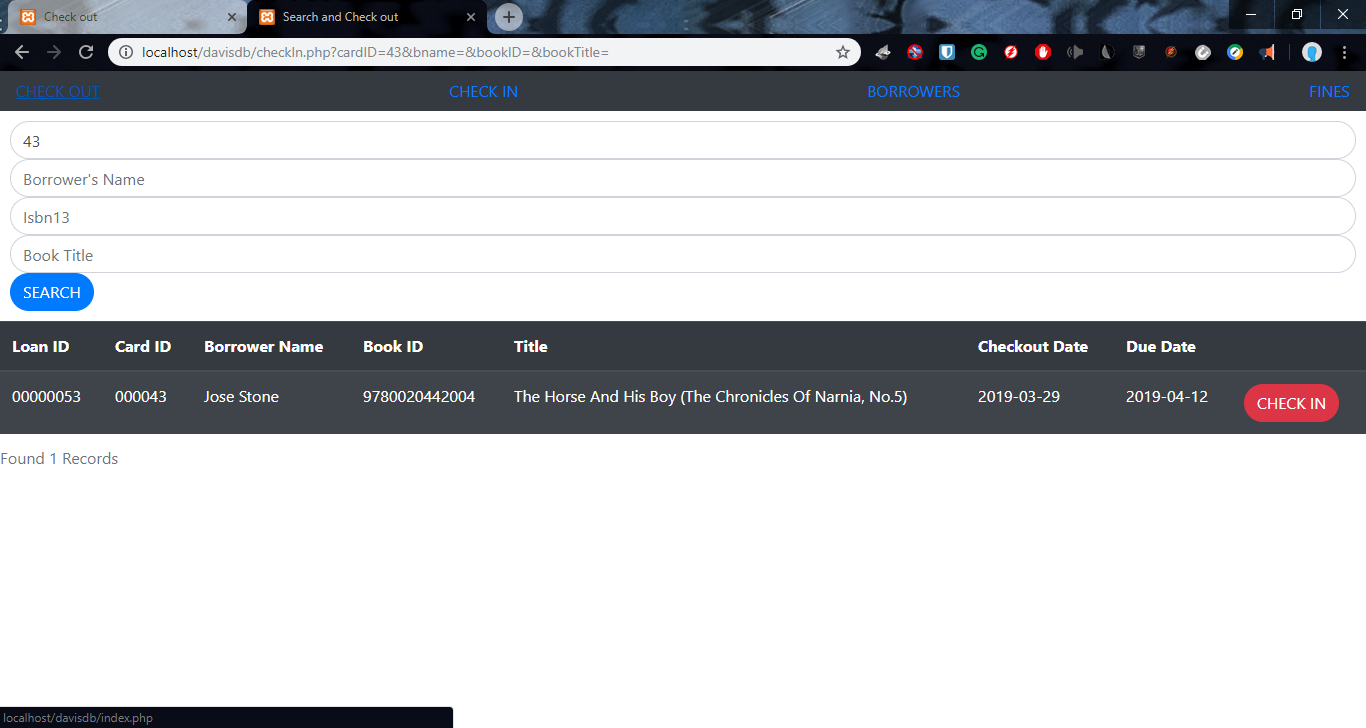 Check out
Search and Check out
localhost/davisdb/checkIn.php?cardID=43&bname=&bookID=&bookTitle=
CHECK OUT CHECK IN BORROWERS FINES
43
Borrower's Name
Isbn13
Book Title
SEARCH
Loan ID Card ID Borrower Name Book ID Title Checkout Date Due Date
00000053 000043 Jose Stone 9780020442004 The Horse And His Boy (The Chronicles Of Narnia, No.5) 2019-03-29 2019-04-12 CHECK IN
Found 1 Records
localhost/davisdb/index.php